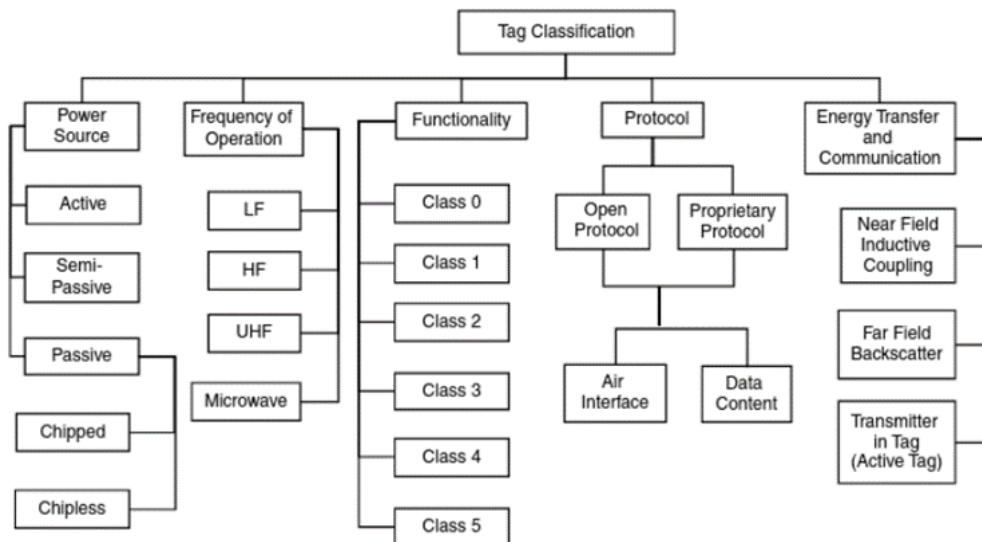 Tag Classification
Power
Source
Frequency of
Operation
Functionality
Protocol
Energy Transfer
and
Communication
Active
Semi-
Passive
Passive
Chipped
Chipless
LF
HF
UHF
Microwave
Class 0
Class 1
Class 2
Class 3
Class 4
Class 5
Open
Protocol
Proprietary
Protocol
Air
Interface
Data
Content
Near Field
Inductive
Coupling
Far Field
Backscatter
Transmitter
in Tag
(Active Tag)